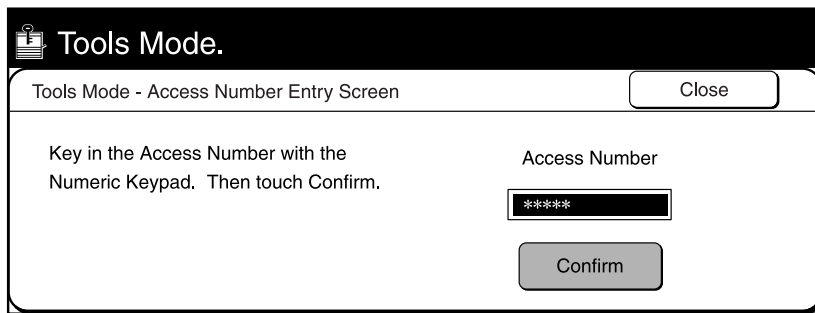 Tools Mode.
Tools Mode - Access Number Entry Screen
Close
Key in the Access Number with the
Numeric Keypad. Then touch Confirm.
Access Number
*****
Confirm